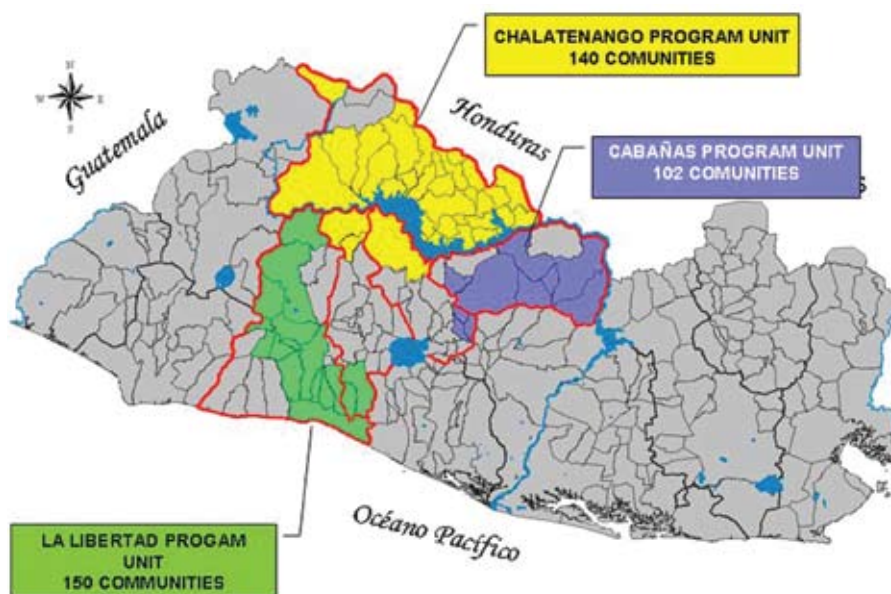 CHALATENANGO PROGRAM UNIT
140 COMUNITIES
N
W
E
S
Guatemala
Honduras
CABAÑAS PROGRAM UNIT
102 COMUNITIES
Océano Pacífico
LA LIBERTAD PROGAM
UNIT
150 COMMUNITIES